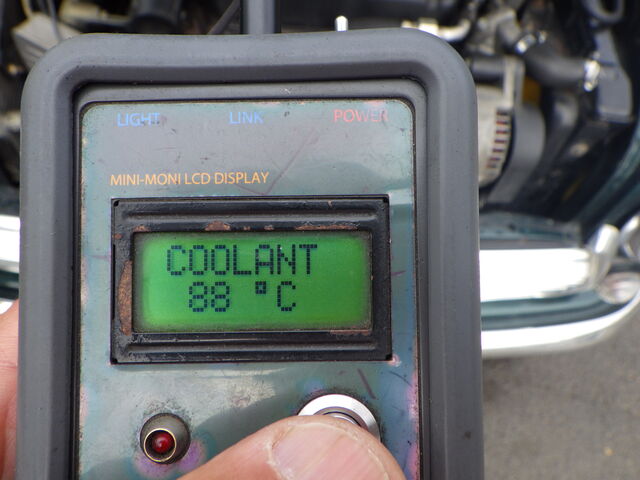 LIGHT LINK POWER
MINI-MONI LCD DISPLAY
COOLANT
88 °C